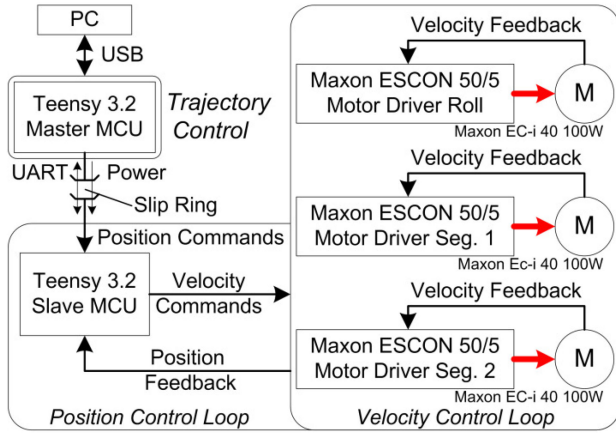 PC
USB
Teensy 3.2
Master MCU
Trajectory
Control
UART
Power
Slip Ring
Position Commands
Teensy 3.2
Slave MCU
Velocity
Commands
Position
Feedback
Position Control Loop
Velocity Feedback
Maxon ESCON 50/5
Motor Driver Roll
M
Maxon EC-i 40 100W
Velocity Feedback
Maxon ESCON 50/5
Motor Driver Seg. 1
M
Maxon Ec-i 40 100W
Velocity Feedback
Maxon ESCON 50/5
Motor Driver Seg. 2
M
Maxon EC-i 40 100W
Velocity Control Loop